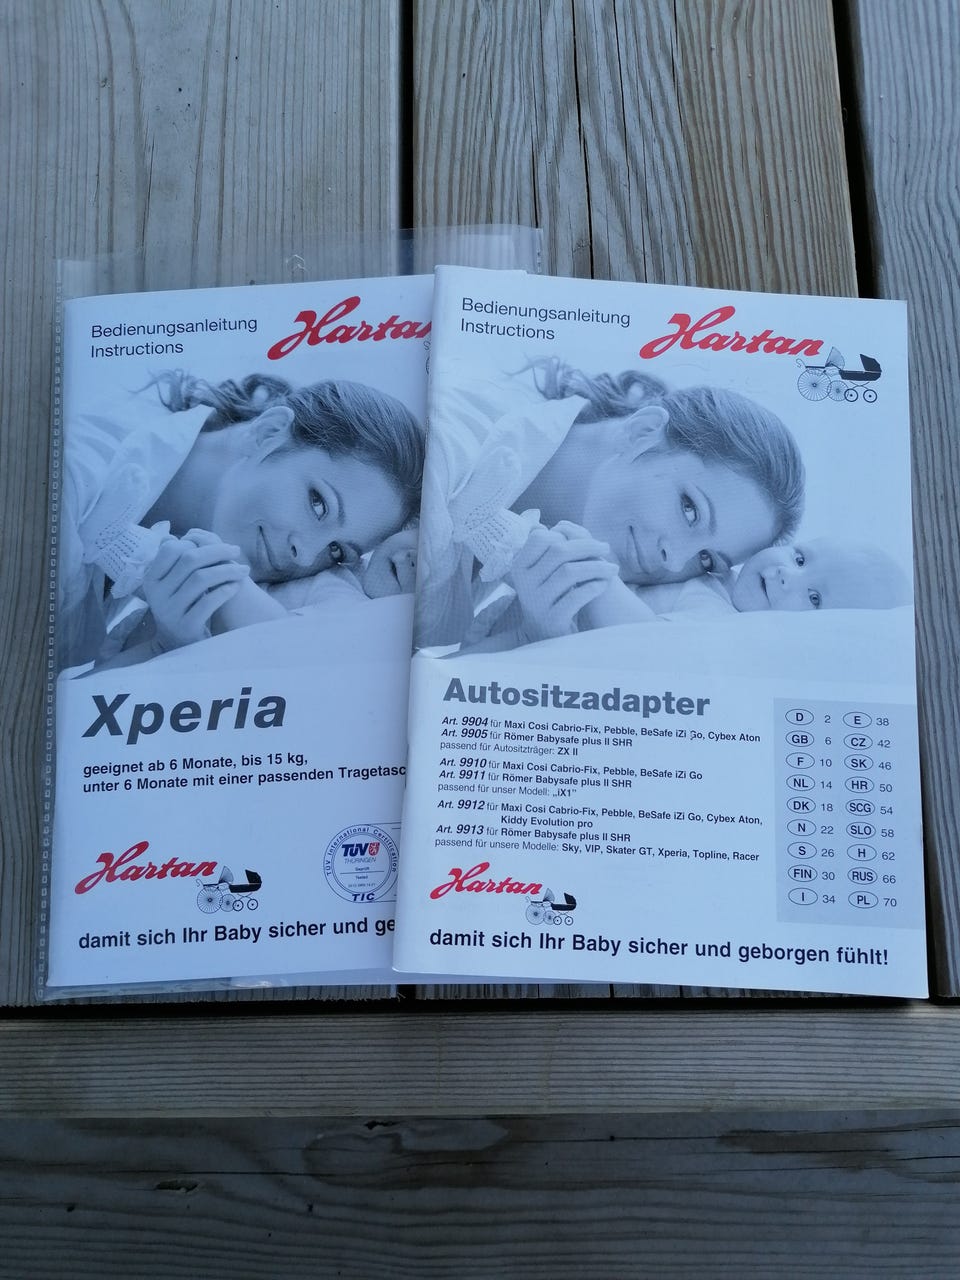 Bedienungsanleitung
Instructions
Hartan
Xperia
geeignet ab 6 Monate, bis 15 kg,
unter 6 Monate mit einer passenden Tragetasc
TÜV International Certification
TÜV
THÜRINGEN
Geprüft
Tested
TIC
Hartan
damit sich Ihr Baby sicher und ge
Bedienungsanleitung
Instructions
Hartan
Autositzadapter
Art. 9904 für Maxi Cosi Cabrio-Fix, Pebble, BeSafe iZi Go, Cybex Aton
Art. 9905 für Römer Babysafe plus II SHR
passend für Autositzträger: ZX II
Art. 9910 für Maxi Cosi Cabrio-Fix, Pebble, BeSafe iZi Go
Art. 9911 für Römer Babysafe plus II SHR
passend für unser Modell: „iX1"
Art. 9912 für Maxi Cosi Cabrio-Fix, Pebble, BeSafe iZi Go, Cybex Aton,
Kiddy Evolution pro
Art. 9913 für Römer Babysafe plus II SHR
passend für unsere Modelle: Sky, VIP, Skater GT, Xperia, Topline, Racer
D 2 E 38
GB 6 CZ 42
F 10 SK 46
NL 14 HR 50
DK 18 SCG 54
N 22 SLO 58
S 26 H 62
FIN 30 RUS 66
I 34 PL 70
Hartan
damit sich Ihr Baby sicher und geborgen fühlt!